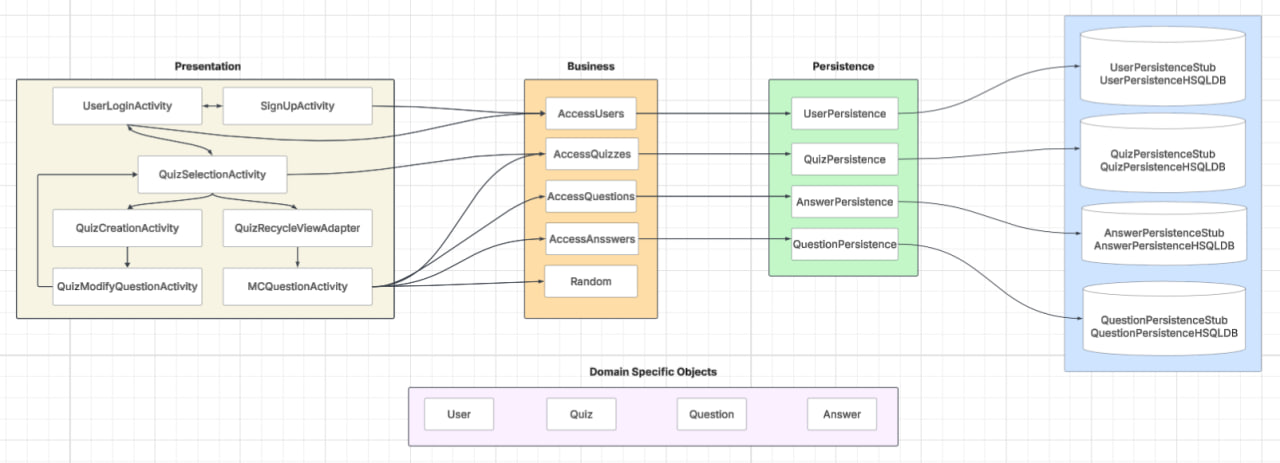 Presentation
Business
Persistence
UserLoginActivity
SignUpActivity
QuizSelectionActivity
QuizCreationActivity
QuizRecycleViewAdapter
QuizModifyQuestionActivity
MCQuestionActivity
AccessUsers
AccessQuizzes
AccessQuestions
AccessAnsswers
Random
UserPersistence
QuizPersistence
AnswerPersistence
QuestionPersistence
UserPersistenceStub
UserPersistenceHSQLDB
QuizPersistenceStub
QuizPersistenceHSQLDB
AnswerPersistenceStub
AnswerPersistenceHSQLDB
QuestionPersistenceStub
QuestionPersistenceHSQLDB
Domain Specific Objects
User
Quiz
Question
Answer